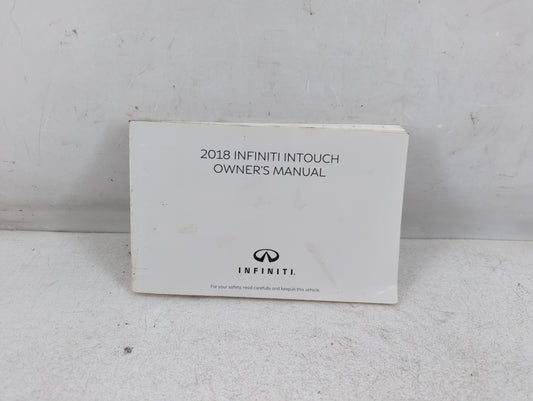 2018 INFINITI INTOUCH
OWNER'S MANUAL
INFINITI.
For your safety, read carefully and keep in this vehicle.